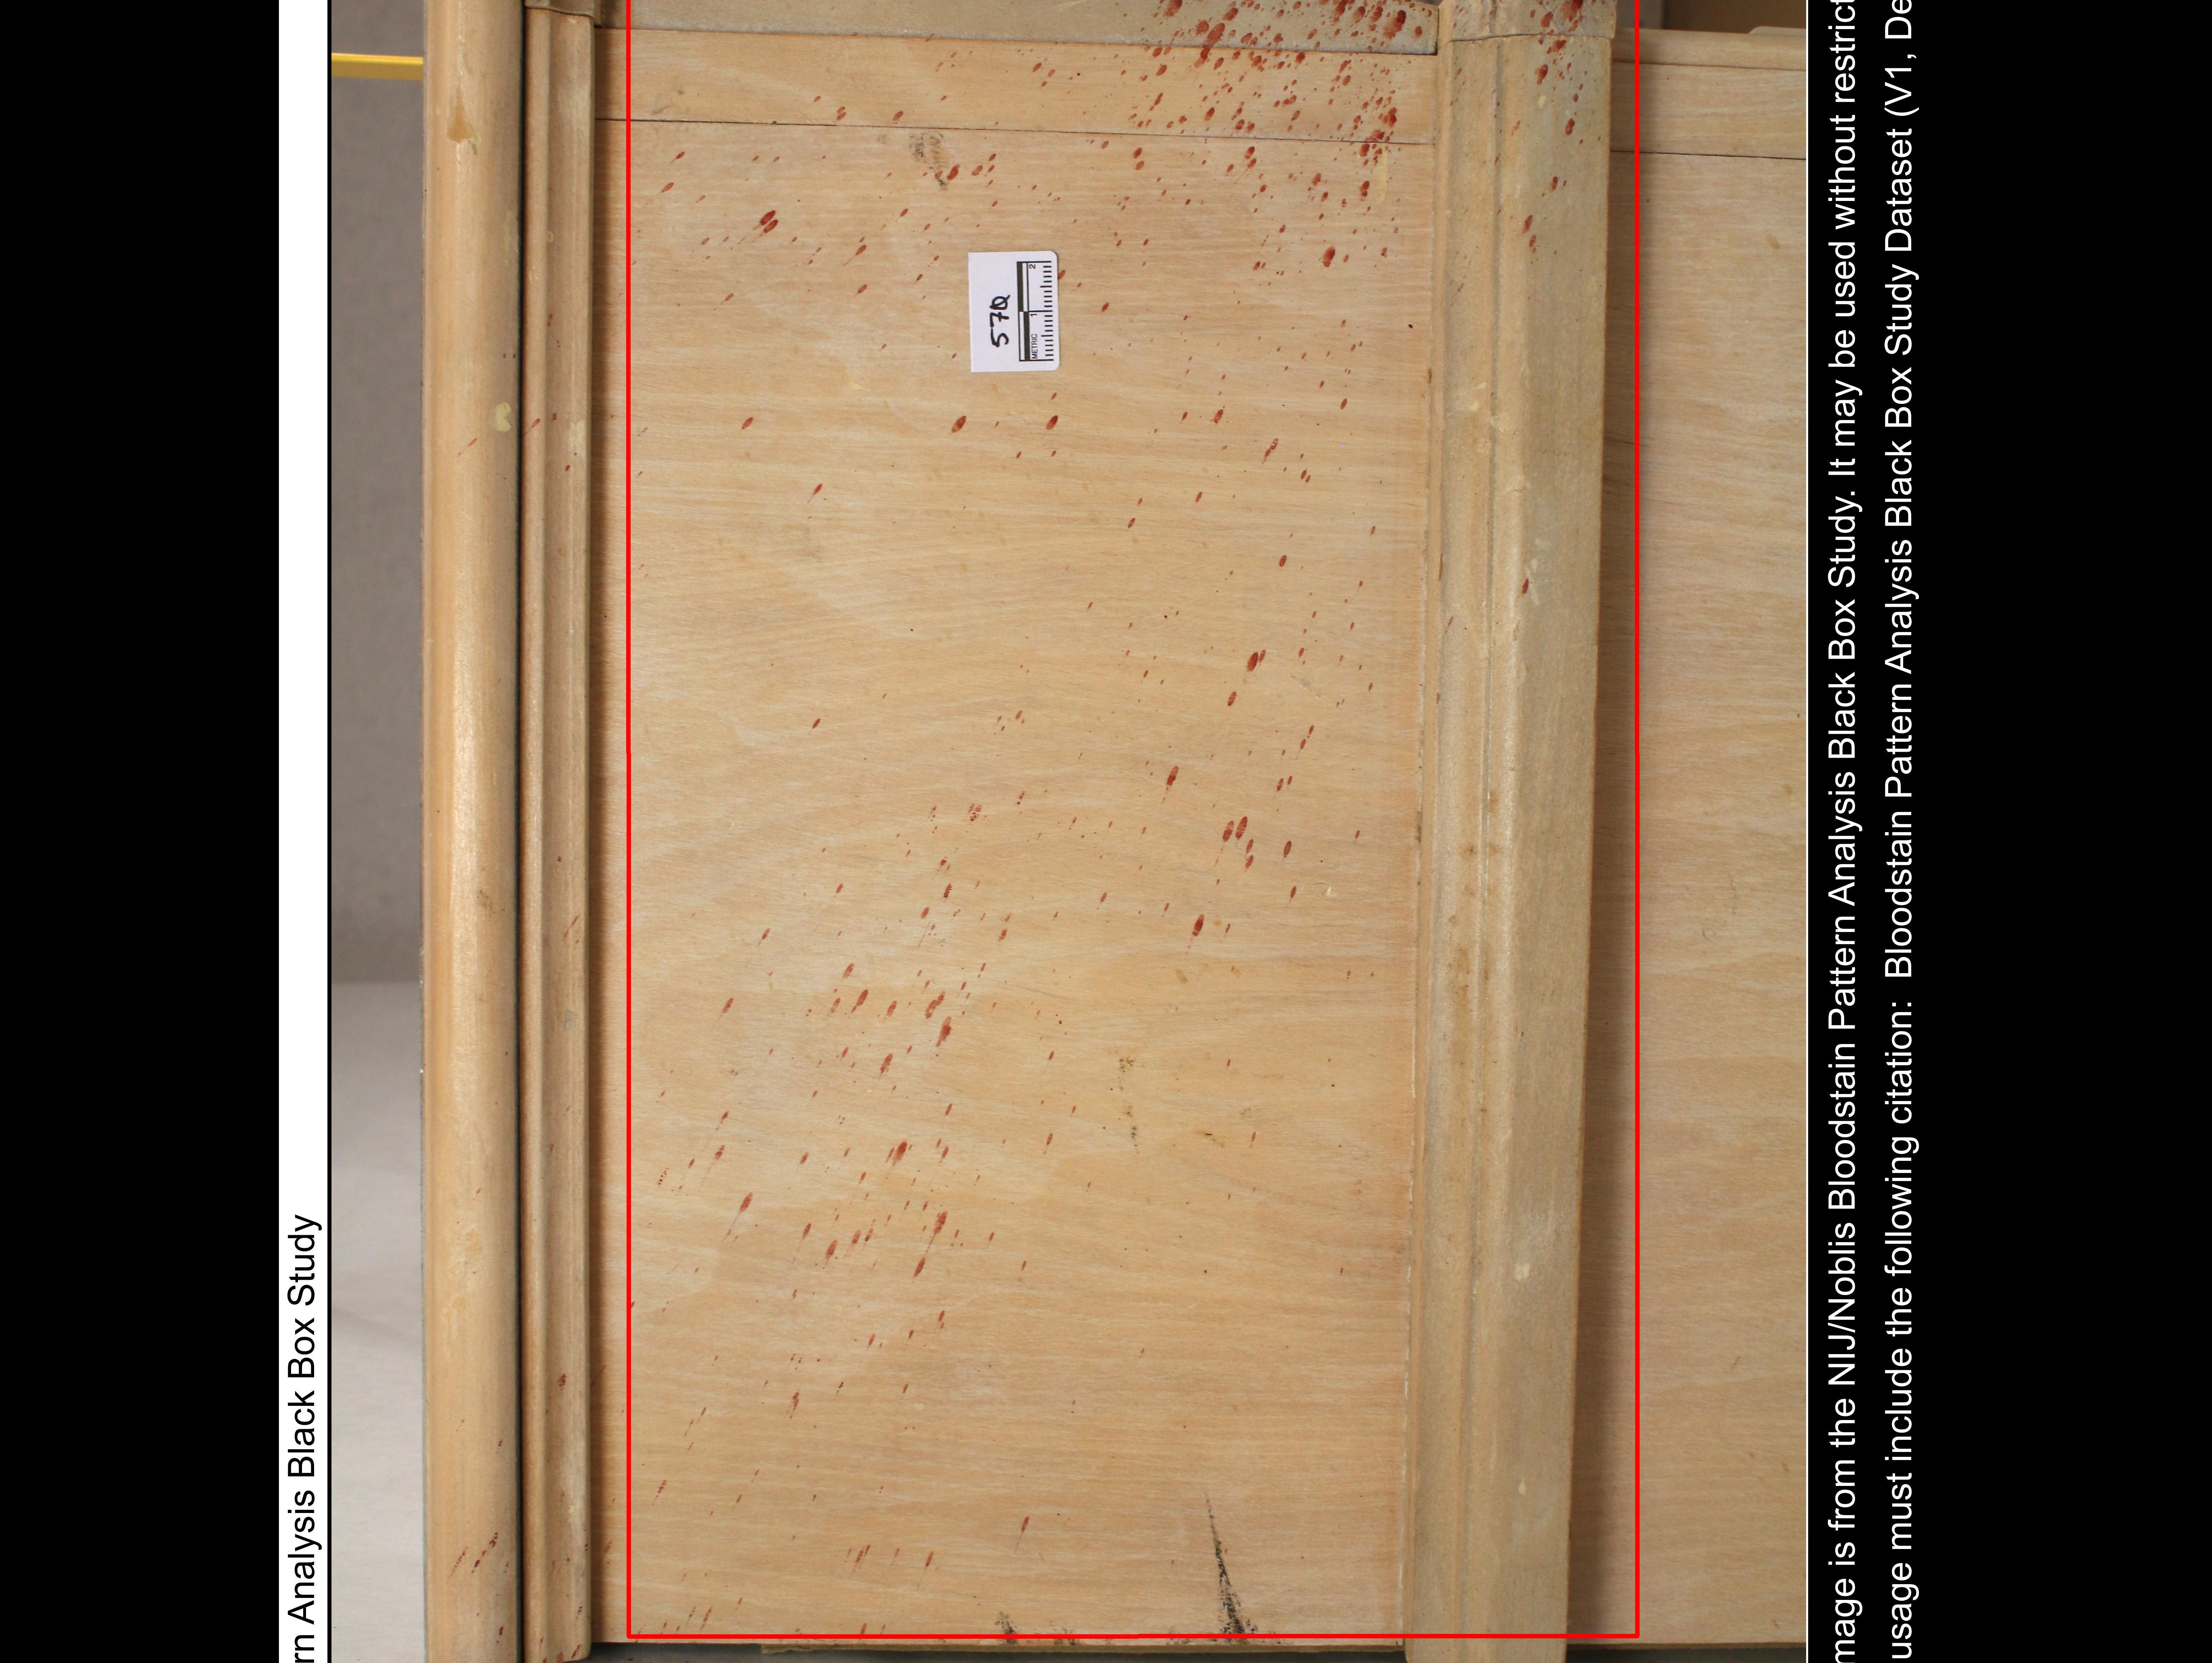 rn Analysis Black Box Study
57Q
METRIC 1 2
mage is from the NIJ/Noblis Bloodstain Pattern Analysis Black Box Study. It may be used without restrict
usage must include the following citation: Bloodstain Pattern Analysis Black Box Study Dataset (V1, De